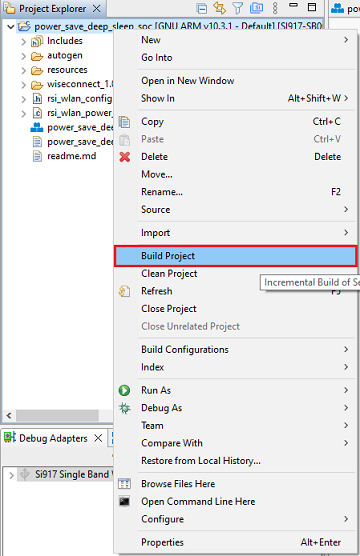 Project Explorer
power_save_deep_sleep_soc [GNU ARM v10.3.1 - Default] [Si917-SB0
Includes
autogen
resources
wiseconnect_1.0
rsi_wlan_config
rsi_wlan_power_
power_save_dee
power_save_dee
readme.md
New
Go Into
Open in New Window
Show In Alt+Shift+W
Copy Ctrl+C
Paste Ctrl+V
Delete Delete
Move...
Rename... F2
Source
Import
Build Project
Clean Project
Incremental Build of Se
Refresh F5
Close Project
Close Unrelated Project
Build Configurations
Index
Run As
Debug As
Team
Compare With
Restore from Local History...
Browse Files Here
Open Command Line Here
Configure
Properties Alt+Enter
Debug Adapters
Si917 Single Band